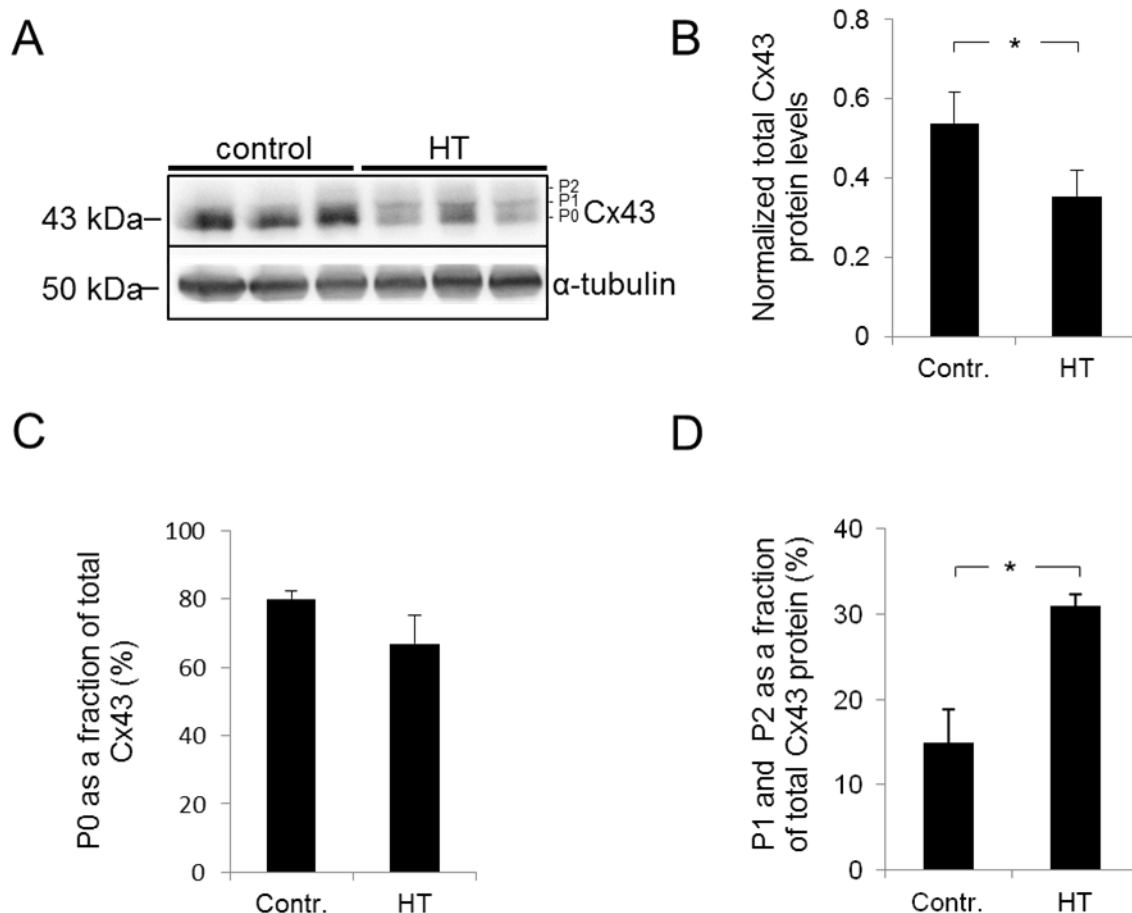 A
control HT
P2
P1
43 kDa– P0 Cx43
50 kDa– α-tubulin
B
Normalized total Cx43
protein levels
0.8
0.6
0.4
0.2
0
*
Contr. HT
C
P0 as a fraction of total
Cx43 (%)
100
80
60
40
20
0
Contr. HT
D
P1 and P2 as a fraction
of total Cx43 protein (%)
40
30
20
10
0
*
Contr. HT